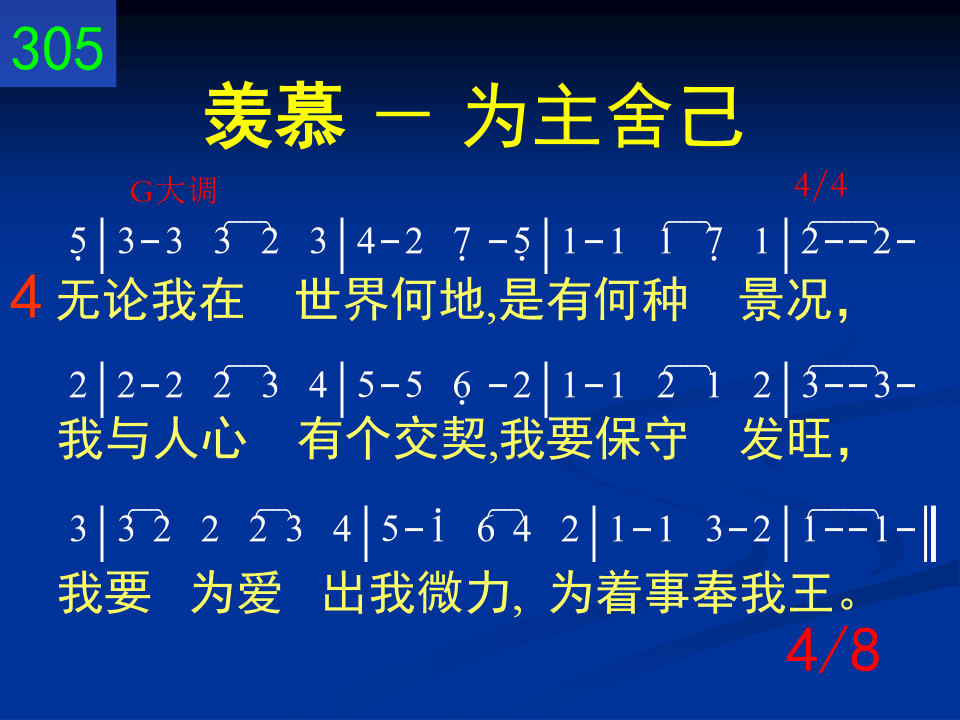 305
羡慕 － 为主舍己
G大调 4/4
5̣|3-3 3 2 3|4-2 7̣ -5̣|1-1 1 7̣ 1|2--2-
4 无论我在 世界何地,是有何种 景况，
2|2-2 2 3 4|5-5 6̣ -2|1-1 2 1 2|3--3-
我与人心 有个交契,我要保守 发旺，
3|3 2 2 2 3 4|5-1̇ 6 4 2|1-1 3-2|1--1-‖
我要 为爱 出我微力, 为着事奉我王。
4/8